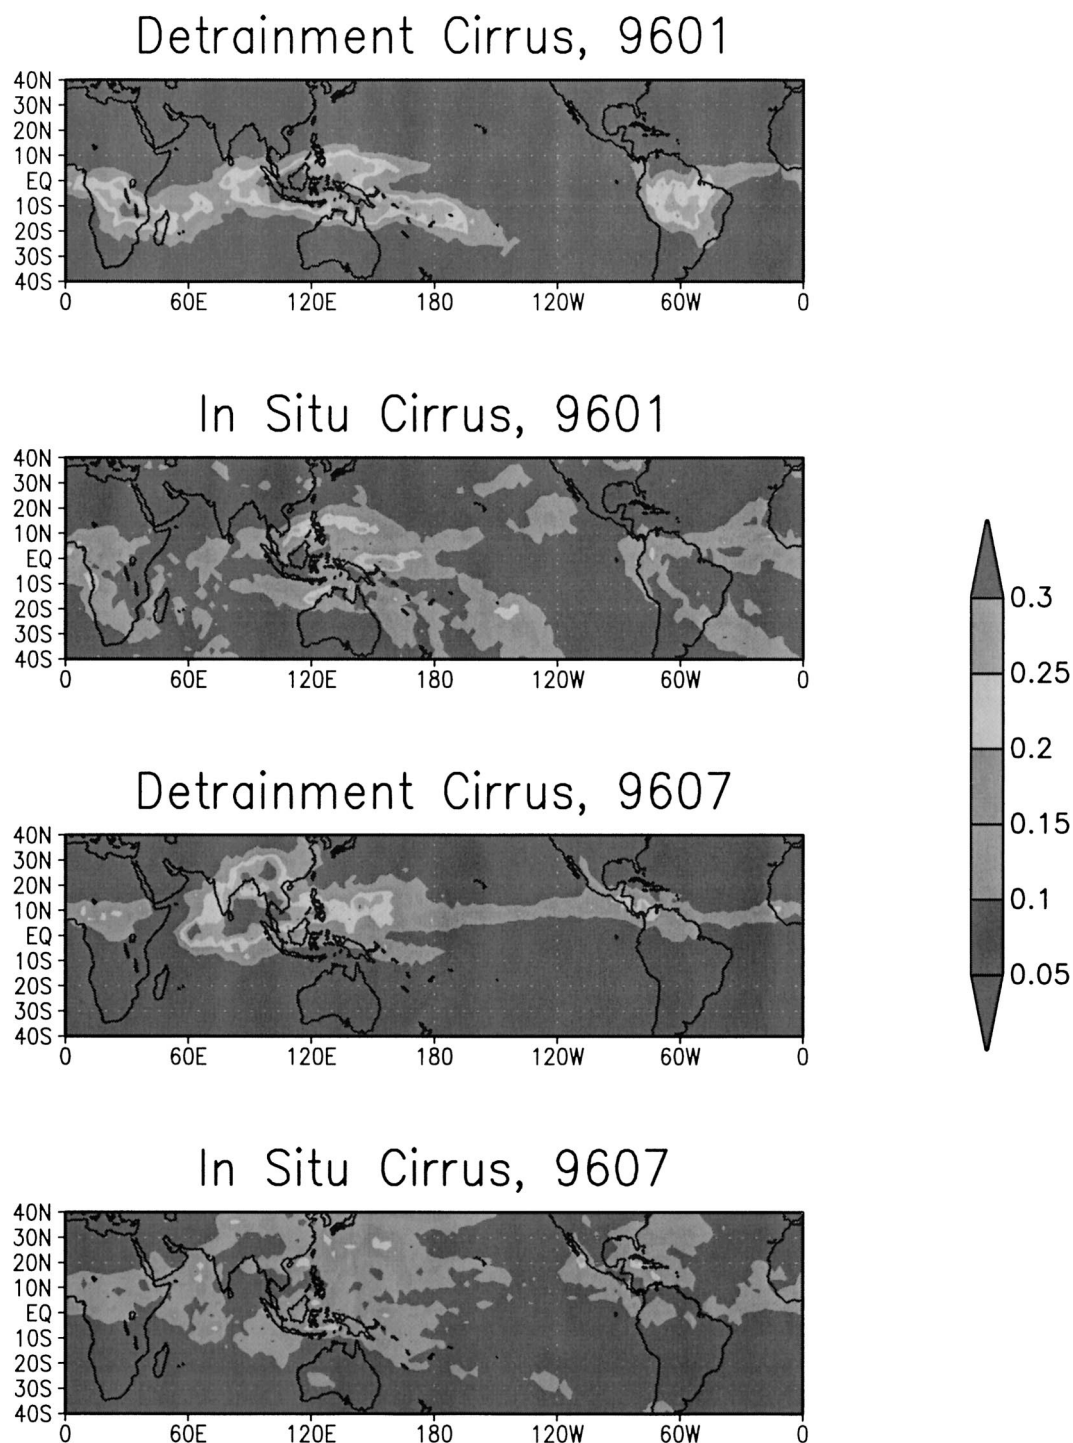 Detrainment Cirrus, 9601
40N
30N
20N
10N
EQ
10S
20S
30S
40S
0 60E 120E 180 120W 60W 0
In Situ Cirrus, 9601
40N
30N
20N
10N
EQ
10S
20S
30S
40S
0 60E 120E 180 120W 60W 0
0.3
0.25
0.2
0.15
0.1
0.05
Detrainment Cirrus, 9607
40N
30N
20N
10N
EQ
10S
20S
30S
40S
0 60E 120E 180 120W 60W 0
In Situ Cirrus, 9607
40N
30N
20N
10N
EQ
10S
20S
30S
40S
0 60E 120E 180 120W 60W 0